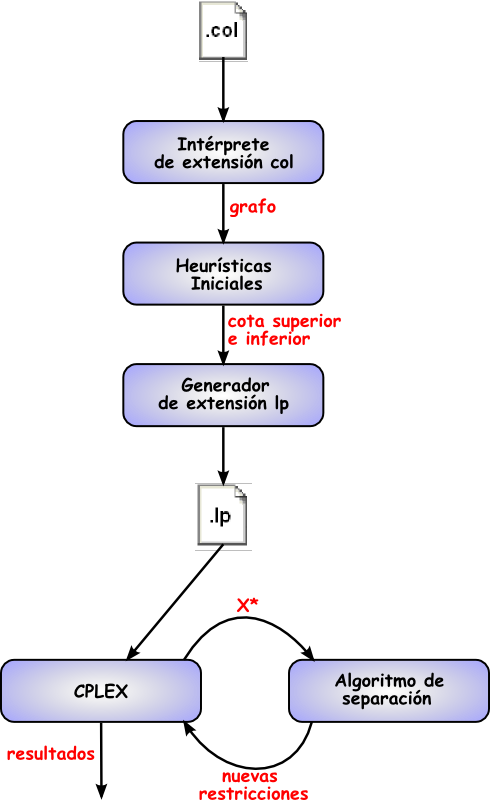 .col
Intérprete
de extensión col
grafo
Heurísticas
Iniciales
cota superior
e inferior
Generador
de extensión lp
.lp
X*
CPLEX
Algoritmo de
separación
resultados
nuevas
restricciones